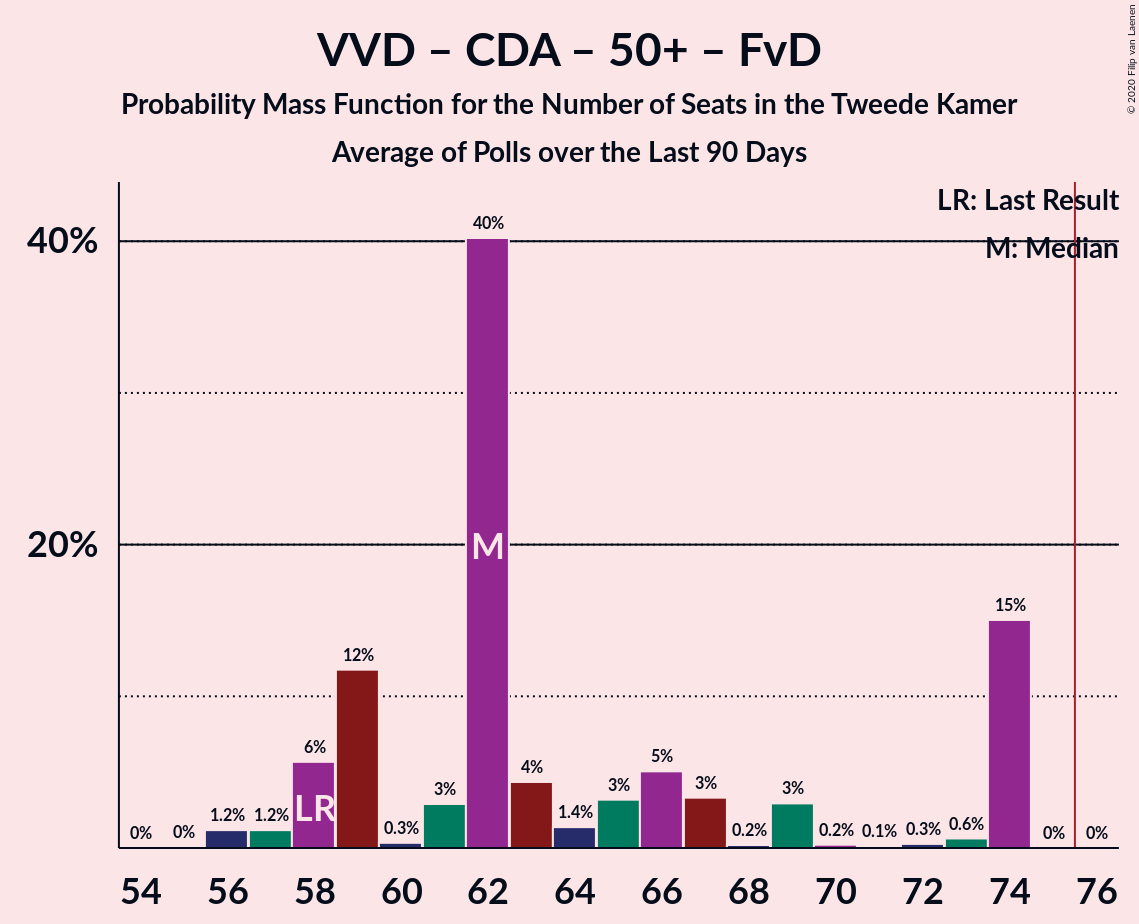 VVD – CDA – 50+ – FvD
Probability Mass Function for the Number of Seats in the Tweede Kamer
Average of Polls over the Last 90 Days
© 2020 Filip van Laenen
LR: Last Result
M: Median
40%
20%
0% 0% 1.2% 1.2% 6% 12% 0.3% 3% 40% 4% 1.4% 3% 5% 3% 0.2% 3% 0.2% 0.1% 0.3% 0.6% 15% 0% 0%
LR M
54 56 58 60 62 64 66 68 70 72 74 76